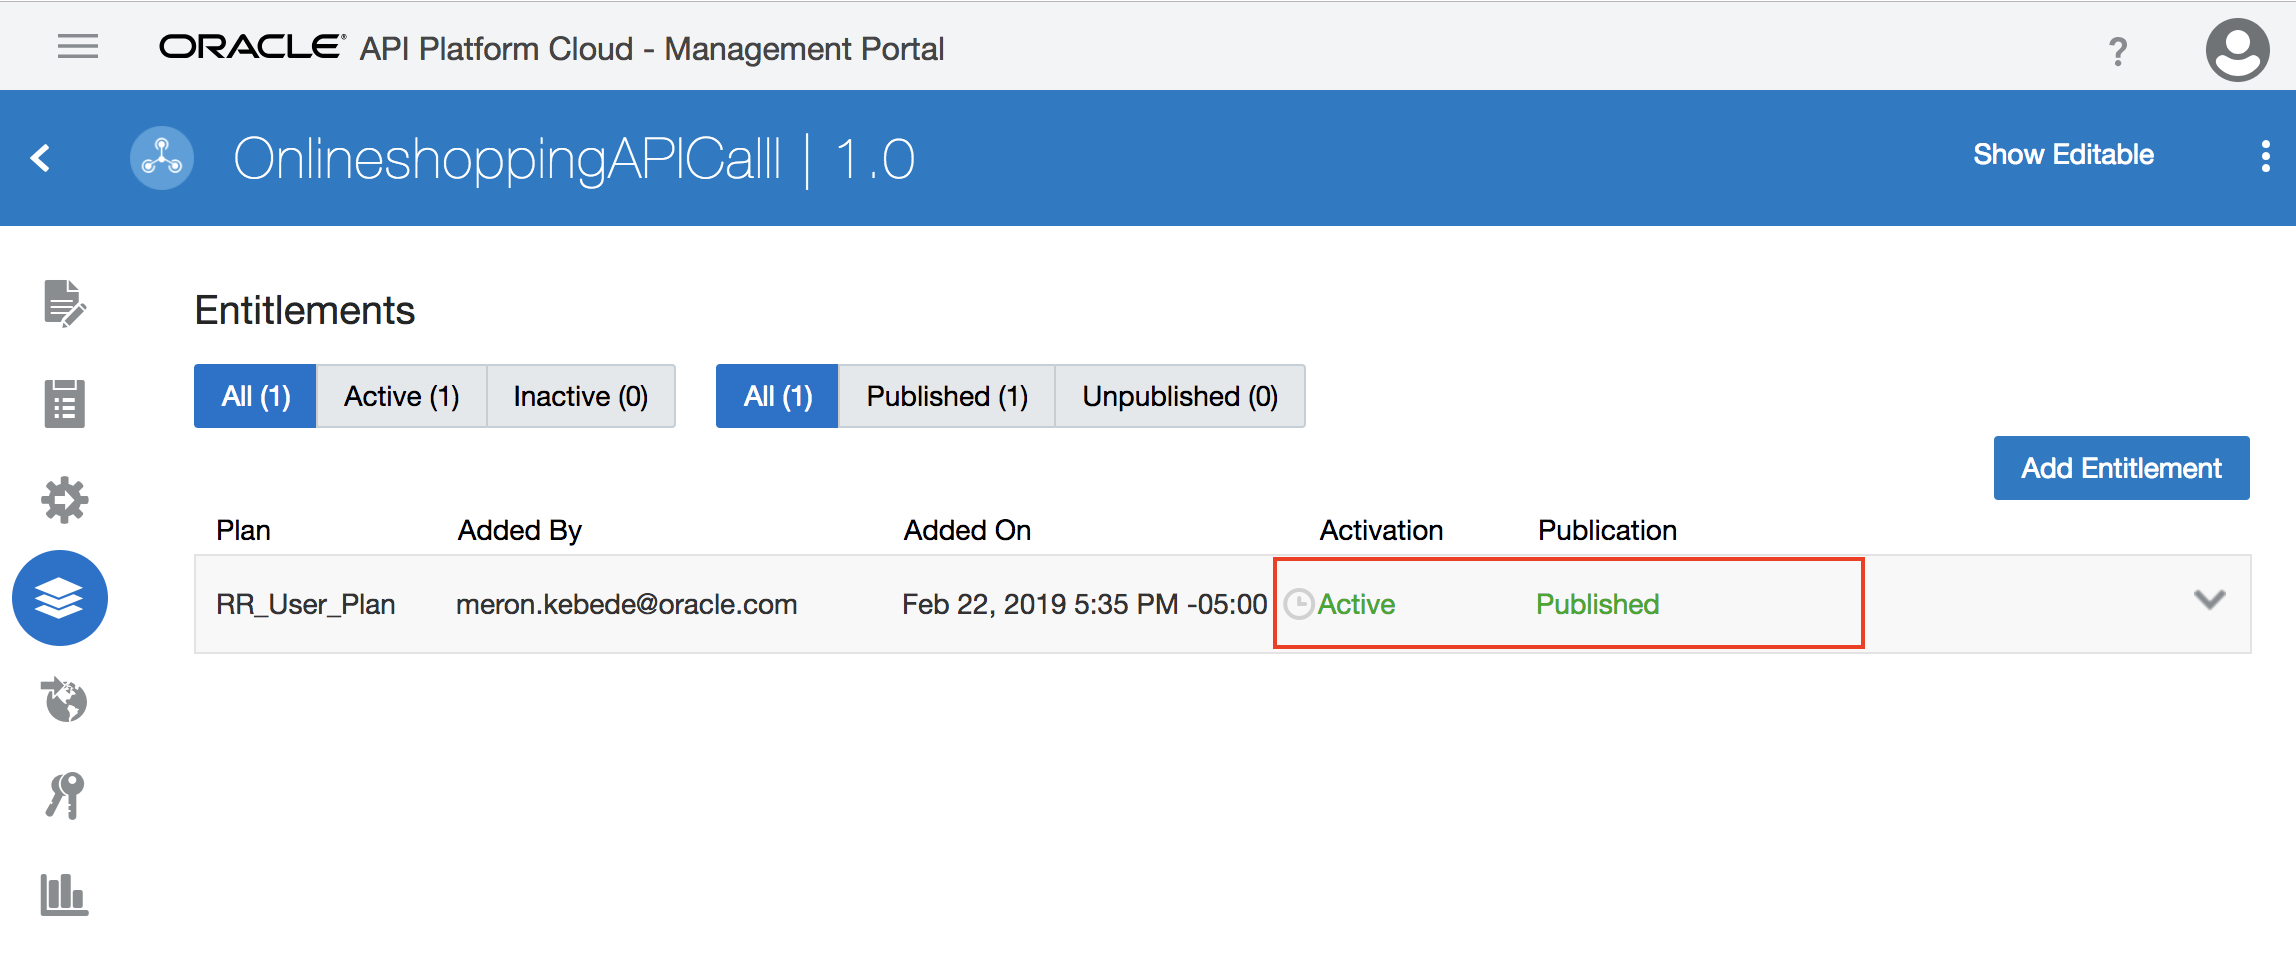 ORACLE® API Platform Cloud - Management Portal ?
OnlineshoppingAPICalll | 1.0 Show Editable
Entitlements
All (1) Active (1) Inactive (0) All (1) Published (1) Unpublished (0)
Add Entitlement
Plan Added By Added On Activation Publication
RR_User_Plan meron.kebede@oracle.com Feb 22, 2019 5:35 PM -05:00 Active Published